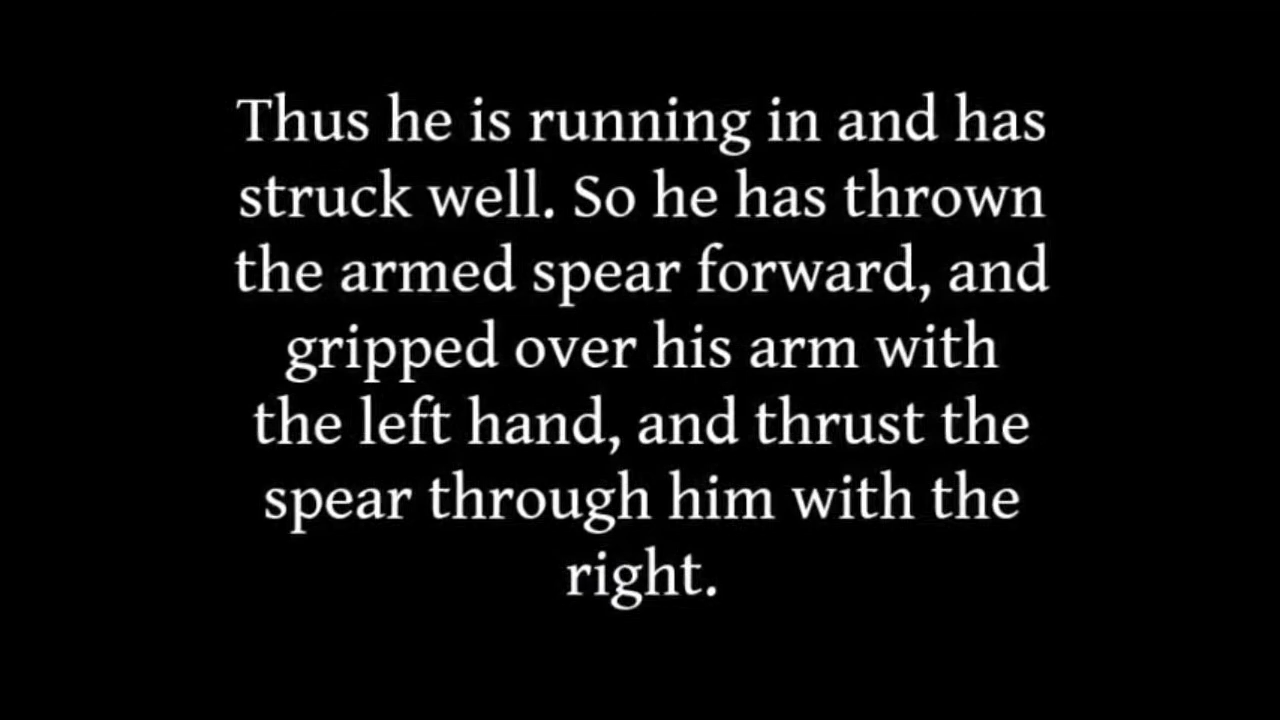 Thus he is running in and has
struck well. So he has thrown
the armed spear forward, and
gripped over his arm with
the left hand, and thrust the
spear through him with the
right.